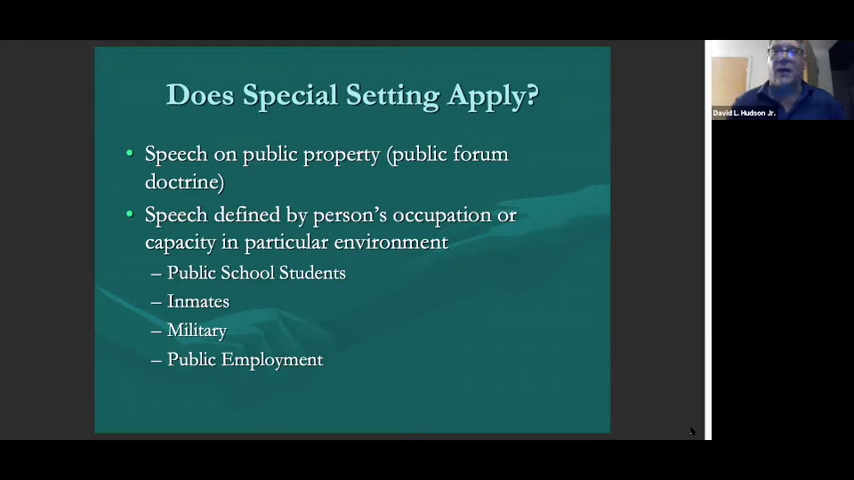 Does Special Setting Apply?
• Speech on public property (public forum
doctrine)
• Speech defined by person's occupation or
capacity in particular environment
– Public School Students
– Inmates
– Military
– Public Employment
David L. Hudson Jr.